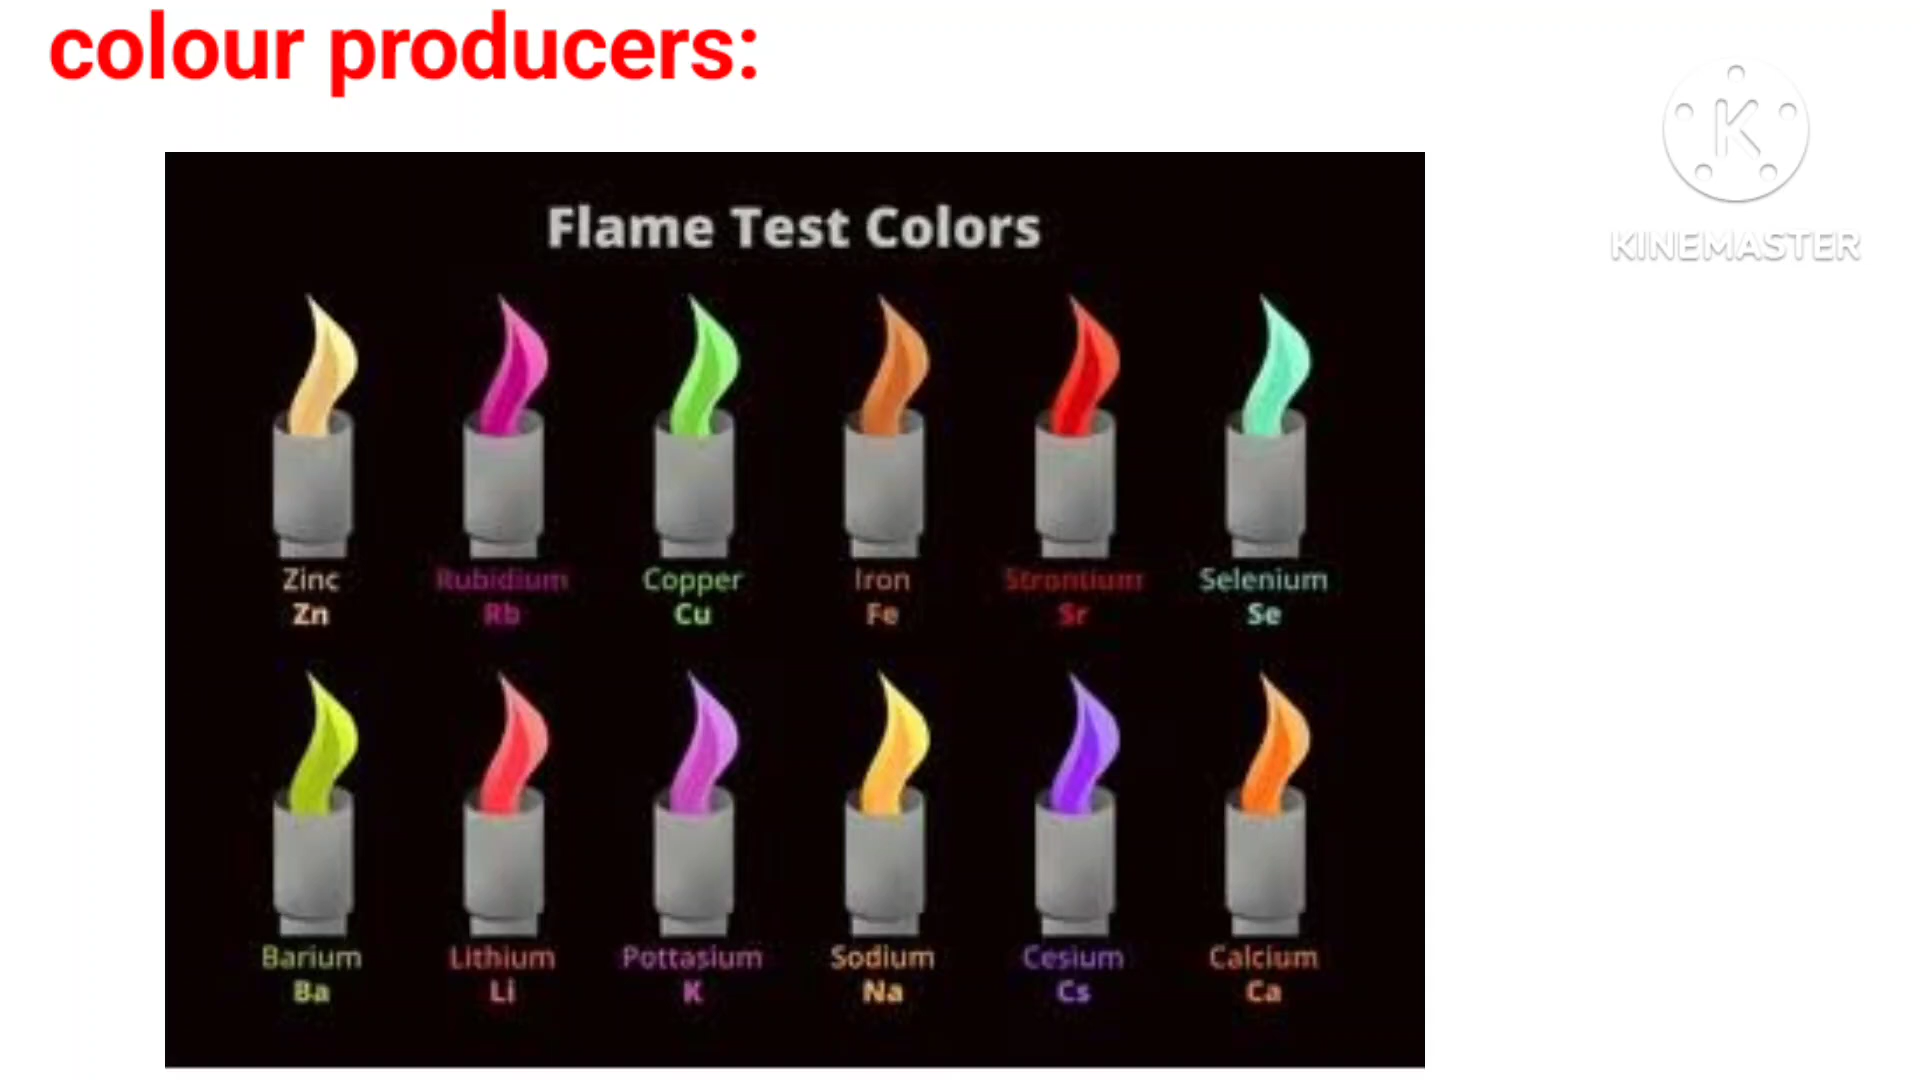 colour producers:
K
KINEMASTER
Flame Test Colors
Zinc Rubidium Copper Iron Strontium Selenium
Zn Rb Cu Fe Sr Se
Barium Lithium Pottasium Sodium Cesium Calcium
Ba Li K Na Cs Ca